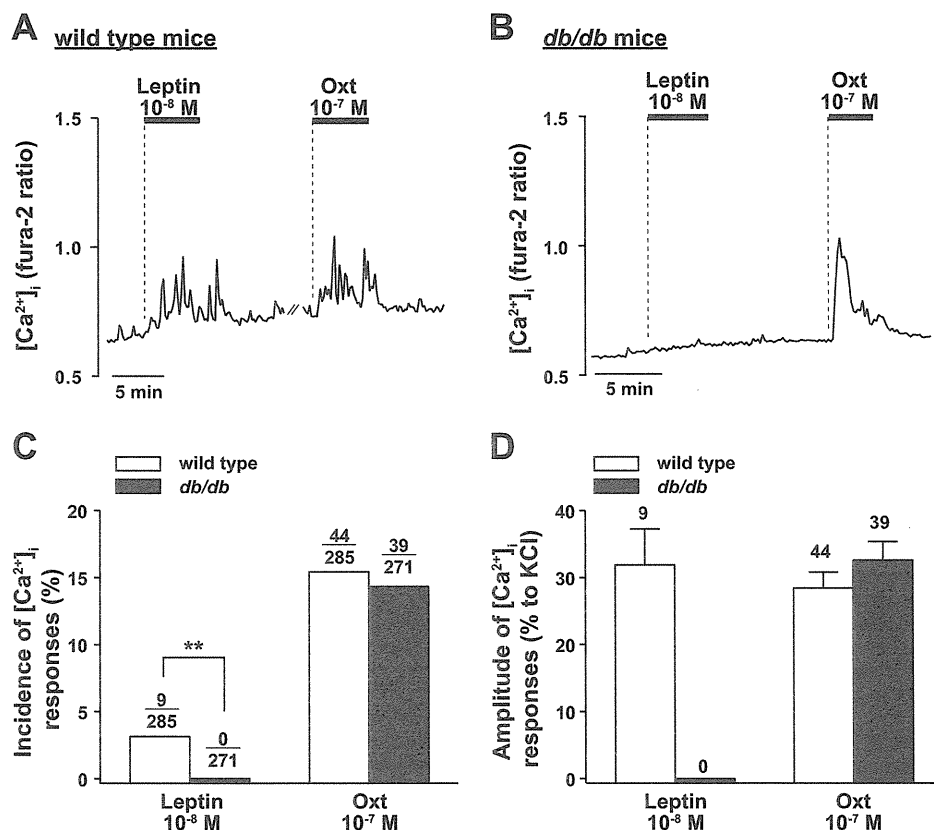 A wild type mice
Leptin
10⁻⁸ M
Oxt
10⁻⁷ M
1.5
1.0
0.5
[Ca²⁺]i (fura-2 ratio)
5 min
B db/db mice
Leptin
10⁻⁸ M
Oxt
10⁻⁷ M
1.5
1.0
0.5
[Ca²⁺]i (fura-2 ratio)
5 min
C
wild type
db/db
20
15
10
5
0
Incidence of [Ca²⁺]i
responses (%)
9
285
**
0
271
44
285
39
271
Leptin
10⁻⁸ M
Oxt
10⁻⁷ M
D
wild type
db/db
40
30
20
10
0
Amplitude of [Ca²⁺]i
responses (% to KCl)
9
0
44
39
Leptin
10⁻⁸ M
Oxt
10⁻⁷ M